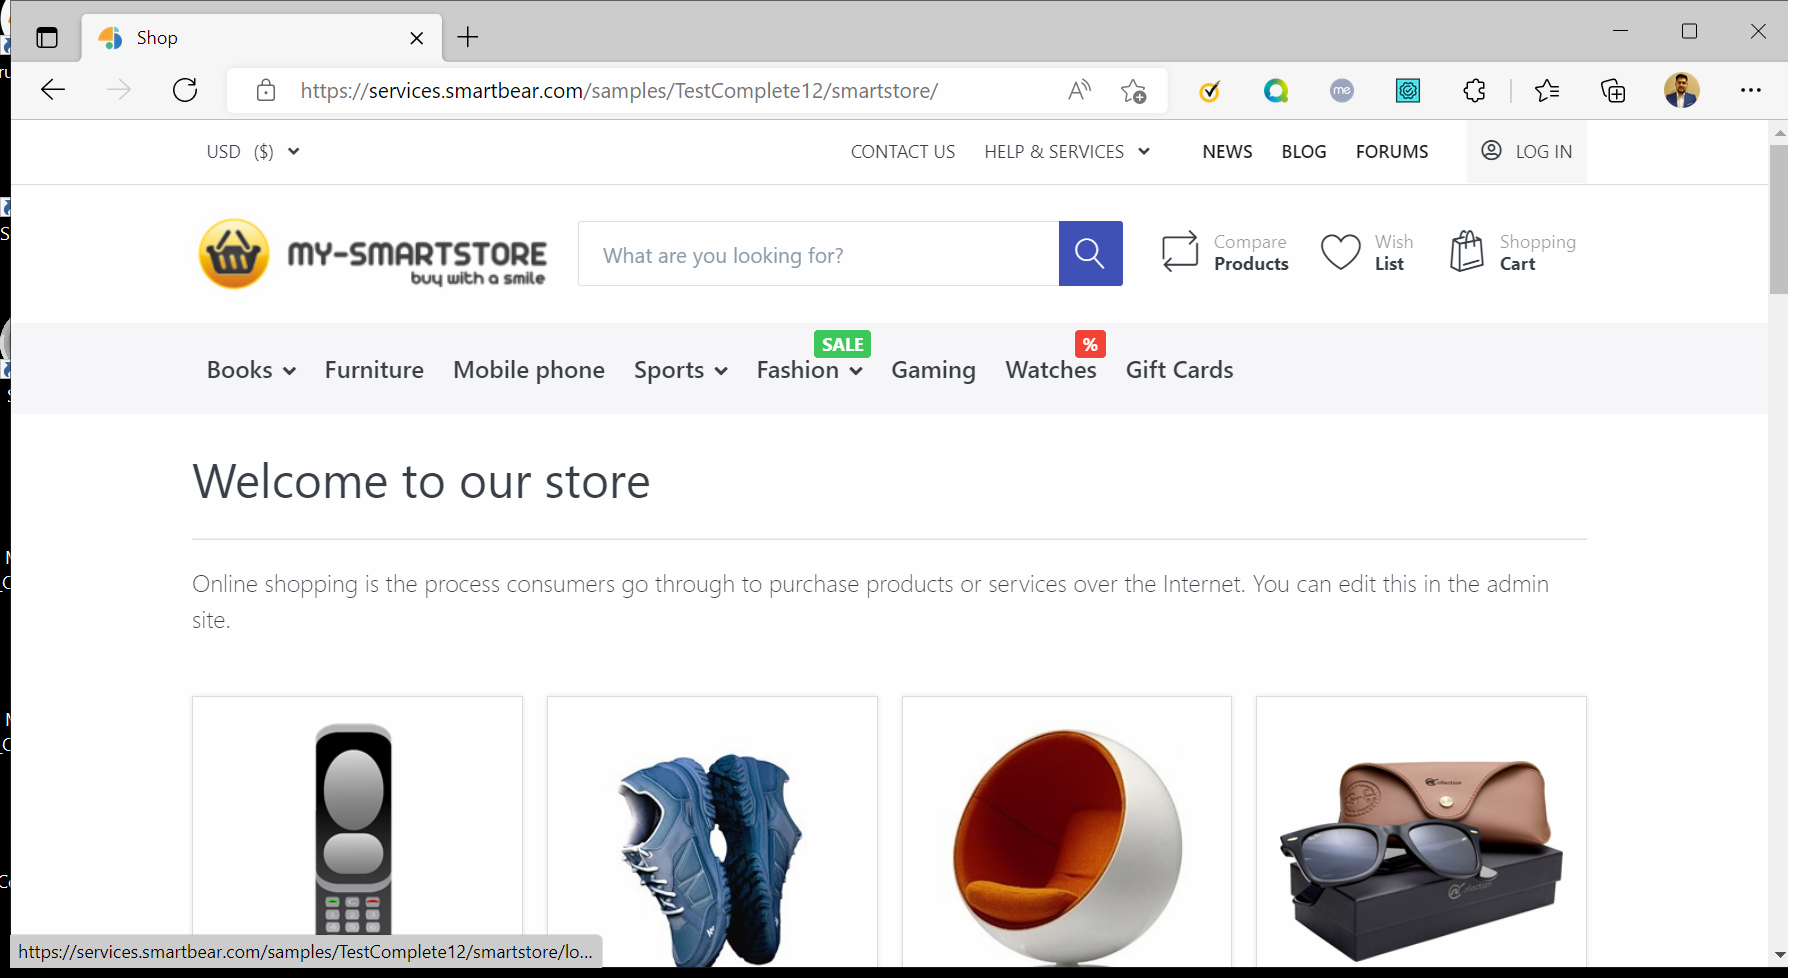 Shop
https://services.smartbear.com/samples/TestComplete12/smartstore/
me
USD ($)
CONTACT US
HELP & SERVICES
NEWS
BLOG
FORUMS
LOG IN
MY-SMARTSTORE
buy with a smile
What are you looking for?
Compare
Products
Wish
List
Shopping
Cart
SALE
%
Books
Furniture
Mobile phone
Sports
Fashion
Gaming
Watches
Gift Cards
Welcome to our store
Online shopping is the process consumers go through to purchase products or services over the Internet. You can edit this in the admin
site.
https://services.smartbear.com/samples/TestComplete12/smartstore/lo...